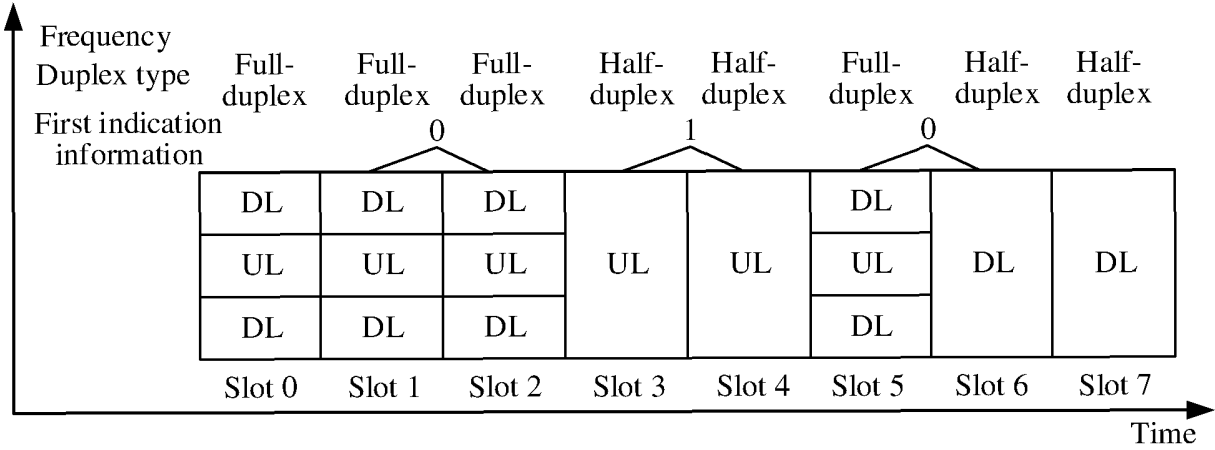 Frequency
Duplex type
Full-duplex Full-duplex Full-duplex Half-duplex Half-duplex Full-duplex Half-duplex Half-duplex
First indication information
0 1 0
DL DL DL DL
UL UL UL UL UL UL DL DL
DL DL DL DL
Slot 0 Slot 1 Slot 2 Slot 3 Slot 4 Slot 5 Slot 6 Slot 7
Time